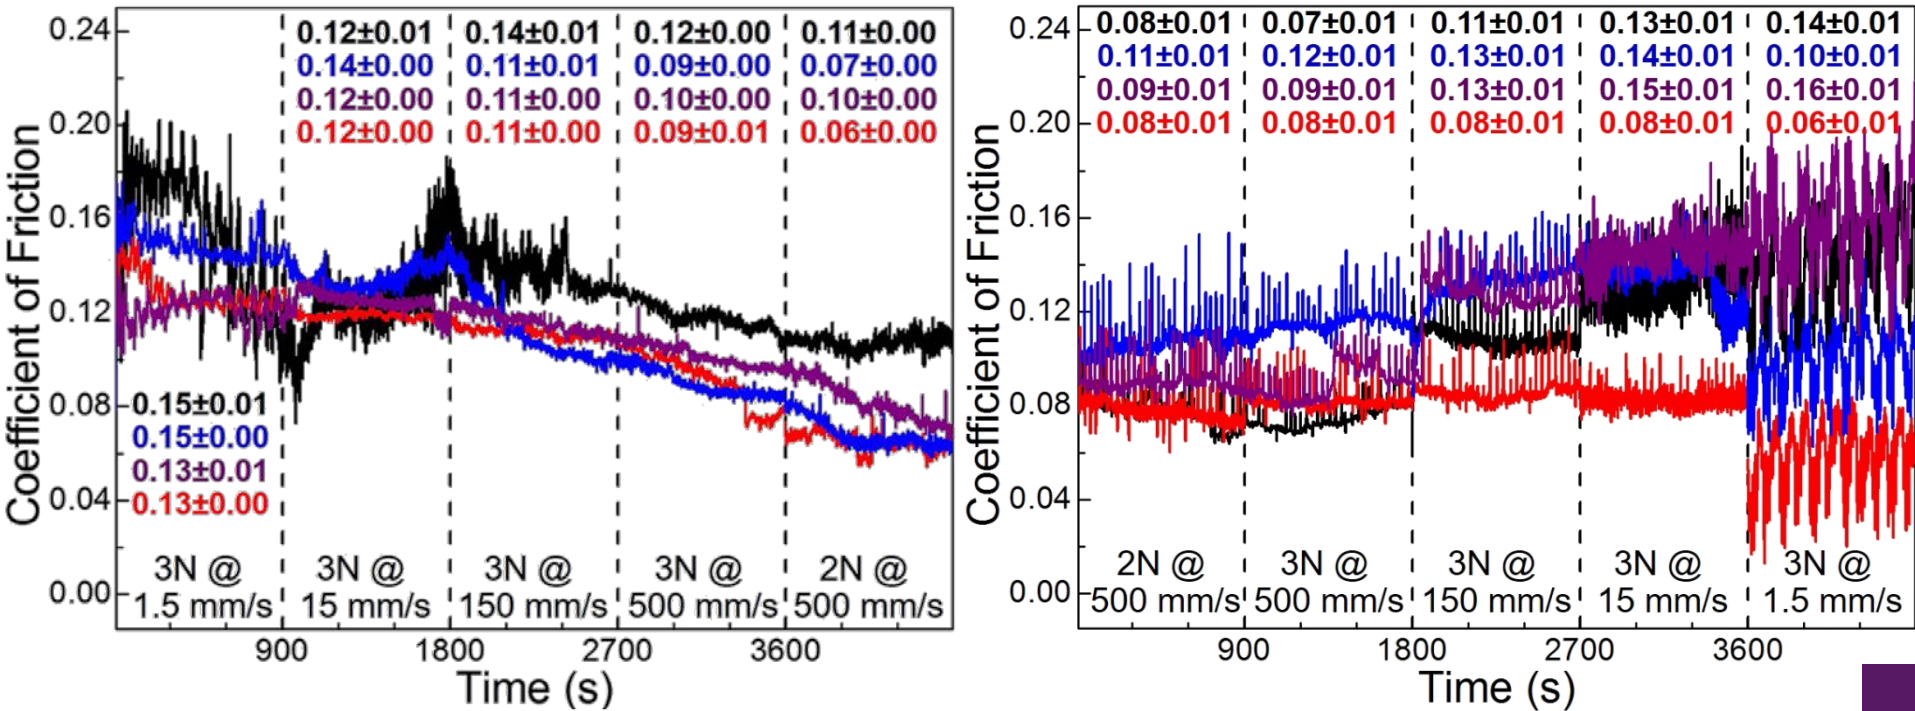 Coefficient of Friction
0.24
0.20
0.16
0.12
0.08
0.04
0.00
0.12±0.01
0.14±0.00
0.12±0.00
0.12±0.00
0.14±0.01
0.11±0.01
0.11±0.00
0.11±0.00
0.12±0.00
0.09±0.00
0.10±0.00
0.09±0.01
0.11±0.00
0.07±0.00
0.10±0.00
0.06±0.00
0.15±0.01
0.15±0.00
0.13±0.01
0.13±0.00
3N @
1.5 mm/s
3N @
15 mm/s
3N @
150 mm/s
3N @
500 mm/s
2N @
500 mm/s
900
1800
2700
3600
Time (s)
Coefficient of Friction
0.24
0.20
0.16
0.12
0.08
0.04
0.00
0.08±0.01
0.11±0.01
0.09±0.01
0.08±0.01
0.07±0.01
0.12±0.01
0.09±0.01
0.08±0.01
0.11±0.01
0.13±0.01
0.13±0.01
0.08±0.01
0.13±0.01
0.14±0.01
0.15±0.01
0.08±0.01
0.14±0.01
0.10±0.01
0.16±0.01
0.06±0.01
2N @
500 mm/s
3N @
500 mm/s
3N @
150 mm/s
3N @
15 mm/s
3N @
1.5 mm/s
900
1800
2700
3600
Time (s)